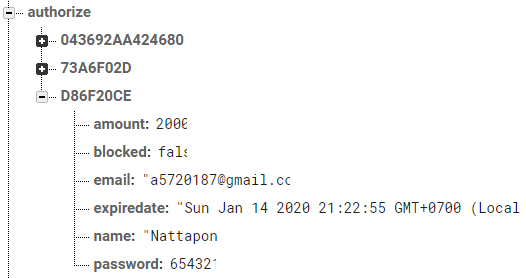 authorize
043692AA424680
73A6F02D
D86F20CE
amount: 2000
blocked: fals
email: "a5720187@gmail.cc
expiredate: "Sun Jan 14 2020 21:22:55 GMT+0700 (Local
name: "Nattapon
password: 654321